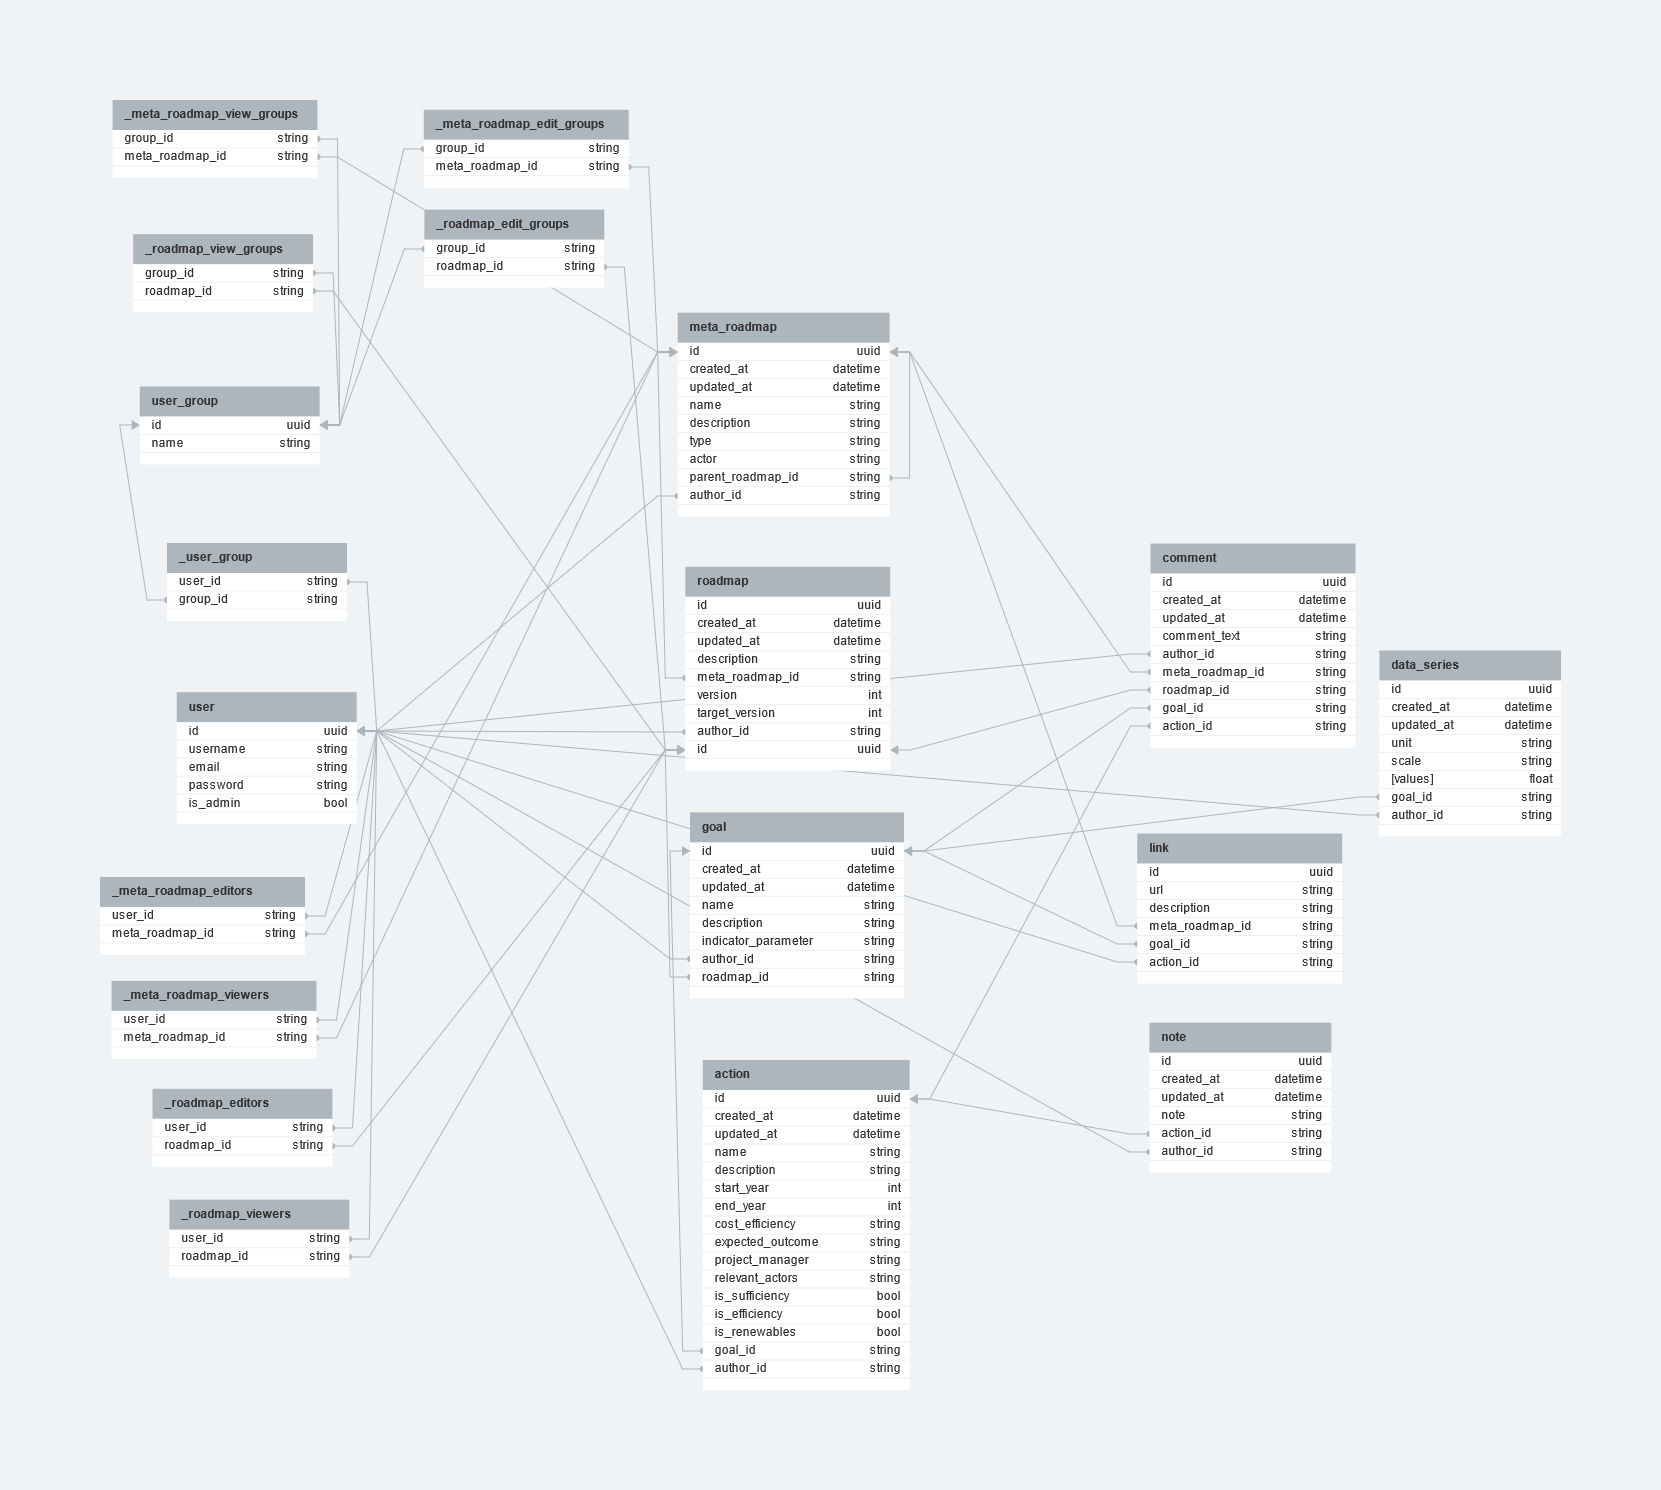 _meta_roadmap_view_groups
group_id string
meta_roadmap_id string
_meta_roadmap_edit_groups
group_id string
meta_roadmap_id string
_roadmap_view_groups
group_id string
roadmap_id string
_roadmap_edit_groups
group_id string
roadmap_id string
user_group
id uuid
name string
_user_group
user_id string
group_id string
user
id uuid
username string
email string
password string
is_admin bool
_meta_roadmap_editors
user_id string
meta_roadmap_id string
_meta_roadmap_viewers
user_id string
meta_roadmap_id string
_roadmap_editors
user_id string
roadmap_id string
_roadmap_viewers
user_id string
roadmap_id string
meta_roadmap
id uuid
created_at datetime
updated_at datetime
name string
description string
type string
actor string
parent_roadmap_id string
author_id string
roadmap
id uuid
created_at datetime
updated_at datetime
description string
meta_roadmap_id string
version int
target_version int
author_id string
id uuid
goal
id uuid
created_at datetime
updated_at datetime
name string
description string
indicator_parameter string
author_id string
roadmap_id string
action
id uuid
created_at datetime
updated_at datetime
name string
description string
start_year int
end_year int
cost_efficiency string
expected_outcome string
project_manager string
relevant_actors string
is_sufficiency bool
is_efficiency bool
is_renewables bool
goal_id string
author_id string
comment
id uuid
created_at datetime
updated_at datetime
comment_text string
author_id string
meta_roadmap_id string
roadmap_id string
goal_id string
action_id string
data_series
id uuid
created_at datetime
updated_at datetime
unit string
scale string
[values] float
goal_id string
author_id string
link
id uuid
url string
description string
meta_roadmap_id string
goal_id string
action_id string
note
id uuid
created_at datetime
updated_at datetime
note string
action_id string
author_id string